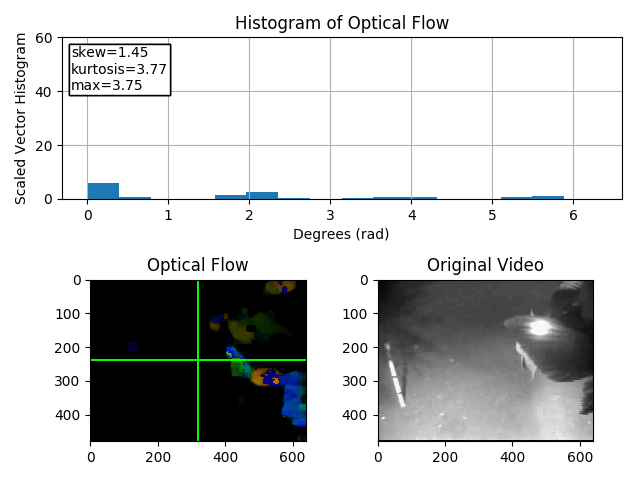 Histogram of Optical Flow
Scaled Vector Histogram
60
40
20
0
skew=1.45
kurtosis=3.77
max=3.75
0 1 2 3 4 5 6
Degrees (rad)
Optical Flow
0
100
200
300
400
0 200 400 600
Original Video
0
100
200
300
400
0 200 400 600